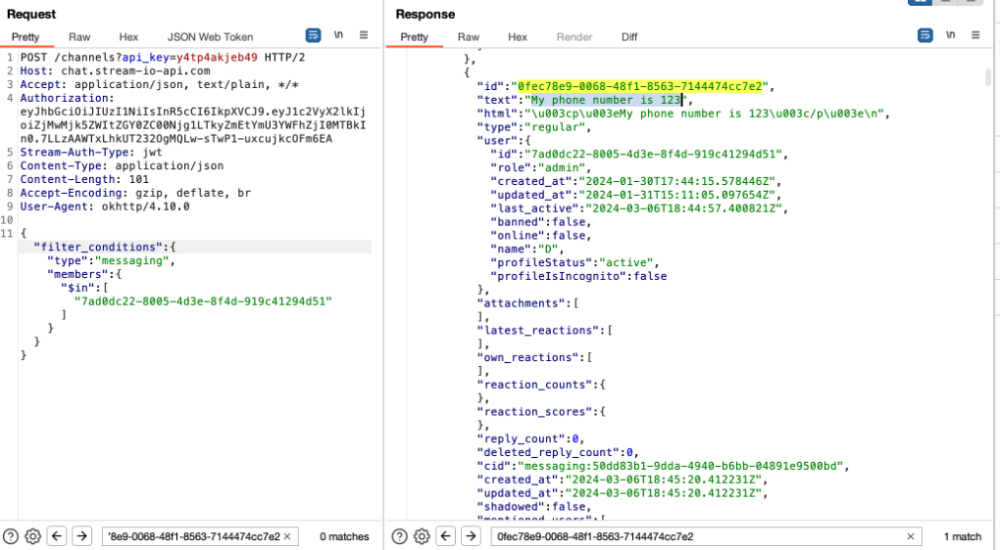 Request
Pretty Raw Hex JSON Web Token \n
1 POST /channels?api_key=y4tp4akjeb49 HTTP/2
2 Host: chat.stream-io-api.com
3 Accept: application/json, text/plain, */*
4 Authorization:
eyJhbGciOiJIUzI1NiIsInR5cCI6IkpXVCJ9.eyJ1c2VyX2lkIj
oiZjMwMjk5ZWItZGY0ZC00Njg1LTkyZmEtYmU3YWFhZjI0MTBkI
n0.7LLzAAWTxLhkUT232OgMQLw-sTwP1-uxcujkcOFm6EA
5 Stream-Auth-Type: jwt
6 Content-Type: application/json
7 Content-Length: 101
8 Accept-Encoding: gzip, deflate, br
9 User-Agent: okhttp/4.10.0
10
11 {
"filter_conditions":{
"type":"messaging",
"members":{
"$in":[
"7ad0dc22-8005-4d3e-8f4d-919c41294d51"
]
}
}
}
'8e9-0068-48f1-8563-7144474cc7e2 × 0 matches
Response
Pretty Raw Hex Render Diff \n
},
{
"id":"0fec78e9-0068-48f1-8563-7144474cc7e2",
"text":"My phone number is 123",
"html":"\u003cp\u003eMy phone number is 123\u003c/p\u003e\n",
"type":"regular",
"user":{
"id":"7ad0dc22-8005-4d3e-8f4d-919c41294d51",
"role":"admin",
"created_at":"2024-01-30T17:44:15.578446Z",
"updated_at":"2024-01-31T15:11:05.097654Z",
"last_active":"2024-03-06T18:44:57.400821Z",
"banned":false,
"online":false,
"name":"D",
"profileStatus":"active",
"profileIsIncognito":false
},
"attachments":[
],
"latest_reactions":[
],
"own_reactions":[
],
"reaction_counts":{
},
"reaction_scores":{
},
"reply_count":0,
"deleted_reply_count":0,
"cid":"messaging:50dd83b1-9dda-4940-b6bb-04891e9500bd",
"created_at":"2024-03-06T18:45:20.412231Z",
"updated_at":"2024-03-06T18:45:20.412231Z",
"shadowed":false,
"mentioned_users":[
0fec78e9-0068-48f1-8563-7144474cc7e2 × 1 match